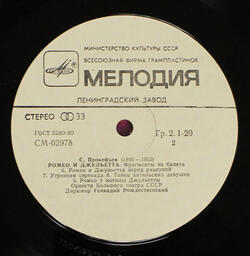 МИНИСТЕРСТВО КУЛЬТУРЫ СССР
ВСЕСОЮЗНАЯ ФИРМА ГРАМПЛАСТИНОК
МЕЛОДИЯ
ЛЕНИНГРАДСКИЙ ЗАВОД
СТЕРЕО 33
ГОСТ 5289-80
СМ-02978
Гр. 2.1-20
2
С. Прокофьев (1891—1953)
РОМЕО И ДЖУЛЬЕТТА. Фрагменты из балета
6. Ромео и Джульетта перед разлукой
7. Утренняя серенада 8. Танец антильских девушек
9. Ромео у могилы Джульетты
Оркестр Большого театра СССР
Дирижер Геннадий Рождественский